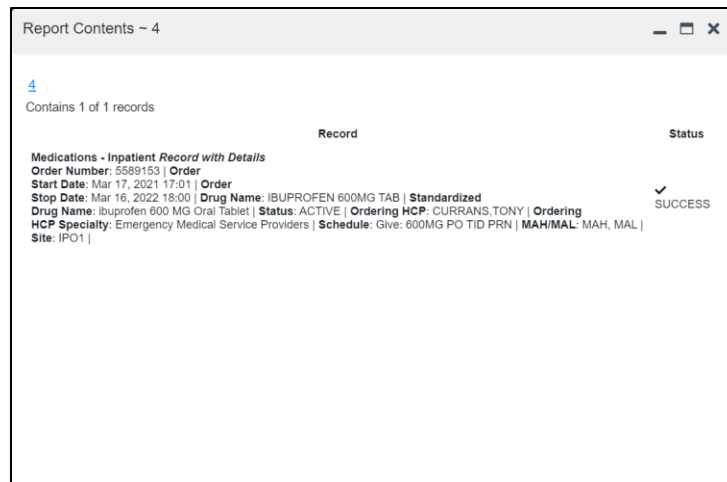 Report Contents ~ 4
4
Contains 1 of 1 records
Record Status
Medications - Inpatient Record with Details
Order Number: 5589153 | Order
Start Date: Mar 17, 2021 17:01 | Order
Stop Date: Mar 16, 2022 18:00 | Drug Name: IBUPROFEN 600MG TAB | Standardized
Drug Name: ibuprofen 600 MG Oral Tablet | Status: ACTIVE | Ordering HCP: CURRANS,TONY | Ordering
HCP Specialty: Emergency Medical Service Providers | Schedule: Give: 600MG PO TID PRN | MAH/MAL: MAH, MAL |
Site: IPO1 |
SUCCESS